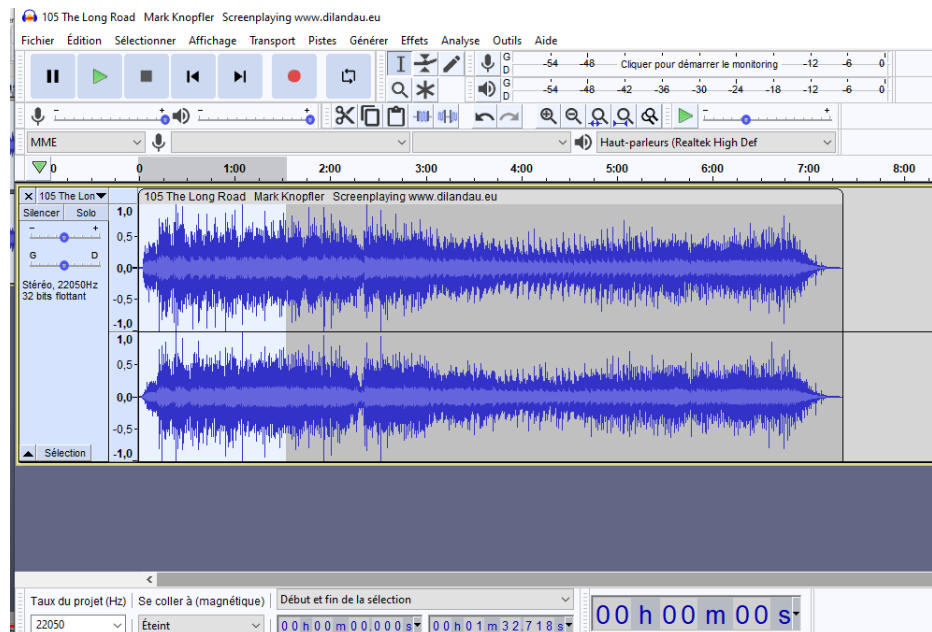 105 The Long Road   Mark Knopfler   Screenplaying www.dilandau.eu
Fichier Édition Sélectionner Affichage Transport Pistes Générer Effets Analyse Outils Aide
G
D
-54 -48 Cliquer pour démarrer le monitoring -12 -6 0
G
D
-54 -48 -42 -36 -30 -24 -18 -12 -6 0
- + - + - +
MME Haut-parleurs (Realtek High Def
0 0 1:00 2:00 3:00 4:00 5:00 6:00 7:00 8:00
105 The Lon 105 The Long Road   Mark Knopfler   Screenplaying www.dilandau.eu
Silencer Solo
- +
G D
Stéréo, 22050Hz
32 bits flottant
1,0
0,5
0,0
-0,5
-1,0
1,0
0,5
0,0
-0,5
-1,0
Sélection
Taux du projet (Hz) Se coller à (magnétique) Début et fin de la sélection
22050 Éteint 00 h 00 m 00.000 s 00 h 01 m 32.718 s 00 h 00 m 00 s